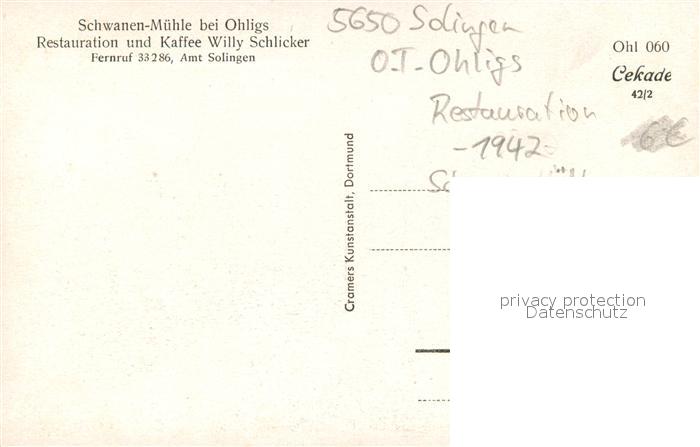 Schwanen-Mühle bei Ohligs
Restauration und Kaffee Willy Schlicker
Fernruf 33286, Amt Solingen
5650 Solingen
O.T.-Ohligs
Restauration
-1942-
Ohl 060
Cekade
42/2
6€
Cramers Kunstanstalt, Dortmund
privacy protection
Datenschutz